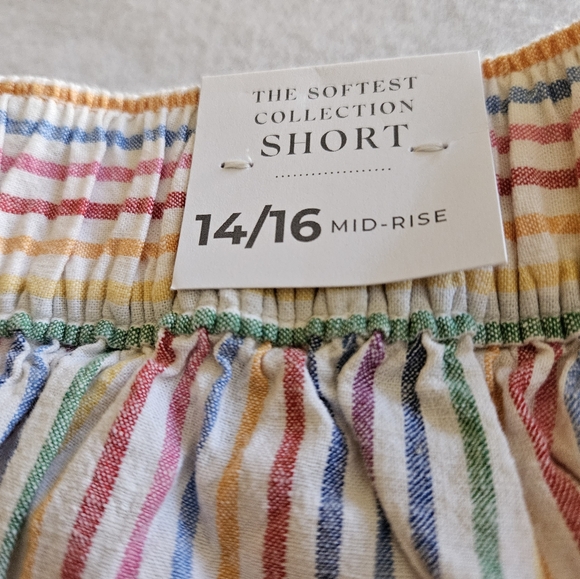 THE SOFTEST
COLLECTION
SHORT
14/16 MID-RISE